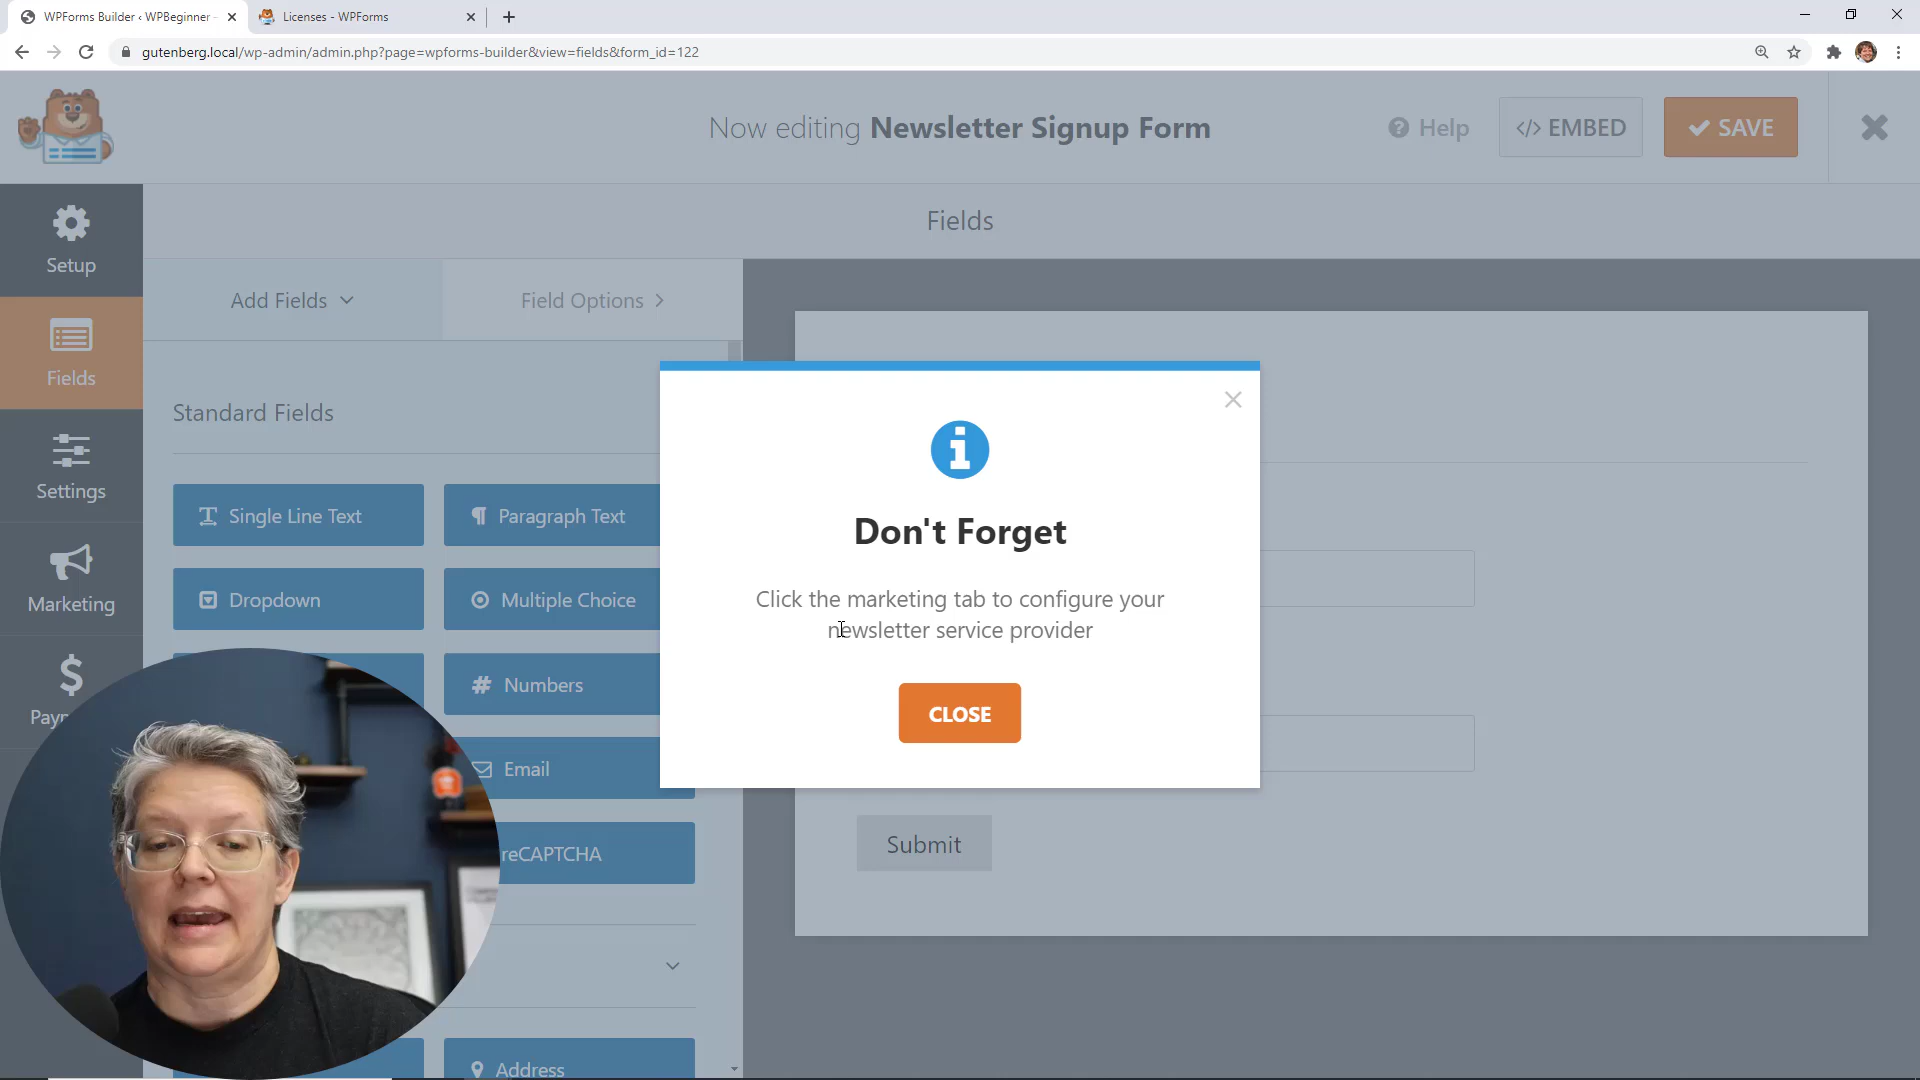 WPForms Builder ‹ WPBeginner -
Licenses - WPForms
gutenberg.local/wp-admin/admin.php?page=wpforms-builder&view=fields&form_id=122
Now editing Newsletter Signup Form
Help
</> EMBED
SAVE
Setup
Fields
Settings
Marketing
Fields
Add Fields
Field Options
Standard Fields
Single Line Text
Paragraph Text
Dropdown
Multiple Choice
Numbers
Email
reCAPTCHA
Address
Don't Forget
Click the marketing tab to configure your
newsletter service provider
CLOSE
Submit